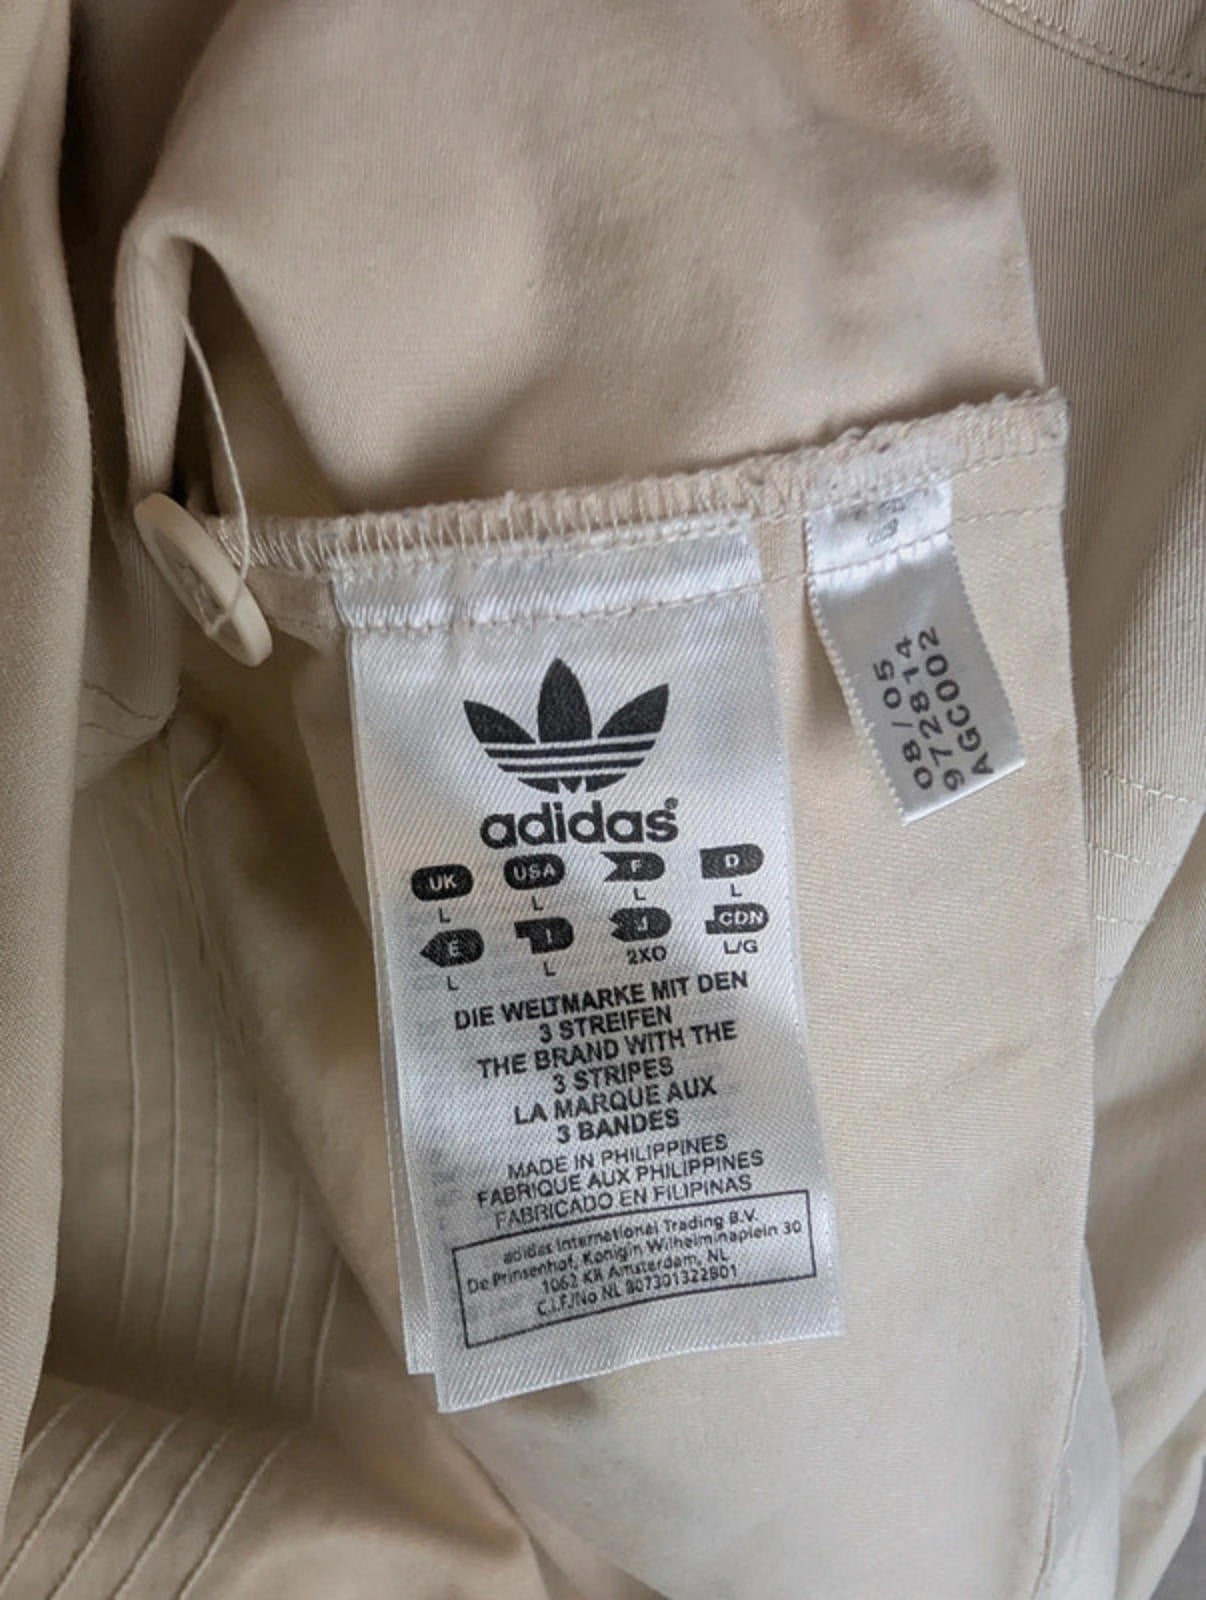 adidas®
UK USA F D
L L L L
E I J CDN
L L 2XO L/G
DIE WELTMARKE MIT DEN
3 STREIFEN
THE BRAND WITH THE
3 STRIPES
LA MARQUE AUX
3 BANDES
MADE IN PHILIPPINES
FABRIQUE AUX PHILIPPINES
FABRICADO EN FILIPINAS
adidas International Trading B.V.
De Prinsenhof, Konigin Wilhelminaplein 30
1062 KR Amsterdam, NL
C.I.F./No NL 807301322B01
08/05
972814
AGC002